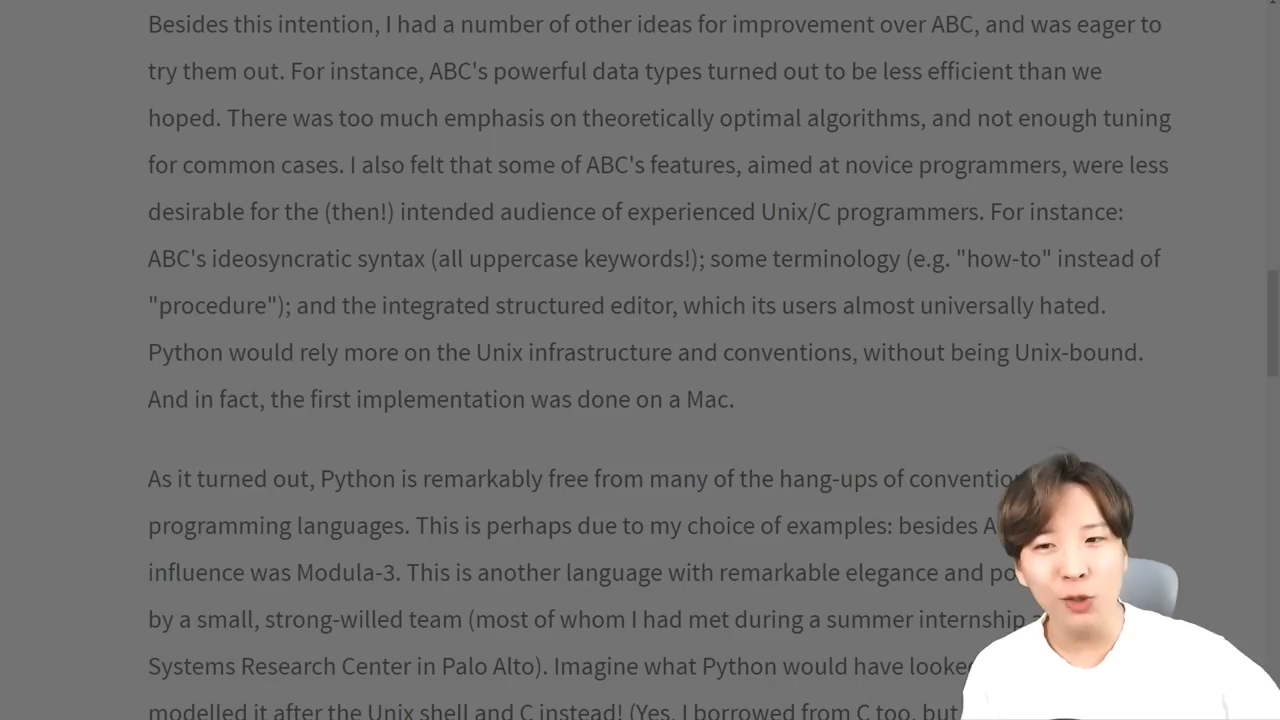 Besides this intention, I had a number of other ideas for improvement over ABC, and was eager to
try them out. For instance, ABC's powerful data types turned out to be less efficient than we
hoped. There was too much emphasis on theoretically optimal algorithms, and not enough tuning
for common cases. I also felt that some of ABC's features, aimed at novice programmers, were less
desirable for the (then!) intended audience of experienced Unix/C programmers. For instance:
ABC's ideosyncratic syntax (all uppercase keywords!); some terminology (e.g. "how-to" instead of
"procedure"); and the integrated structured editor, which its users almost universally hated.
Python would rely more on the Unix infrastructure and conventions, without being Unix-bound.
And in fact, the first implementation was done on a Mac.
As it turned out, Python is remarkably free from many of the hang-ups of
programming languages. This is perhaps due to my choice of examples: besides
influence was Modula-3. This is another language with remarkable elegance and
by a small, strong-willed team (most of whom I had met during a summer internship
Systems Research Center in Palo Alto). Imagine what Python would have looked
modelled it after the Unix shell and C instead! (Yes, I borrowed from C too, but